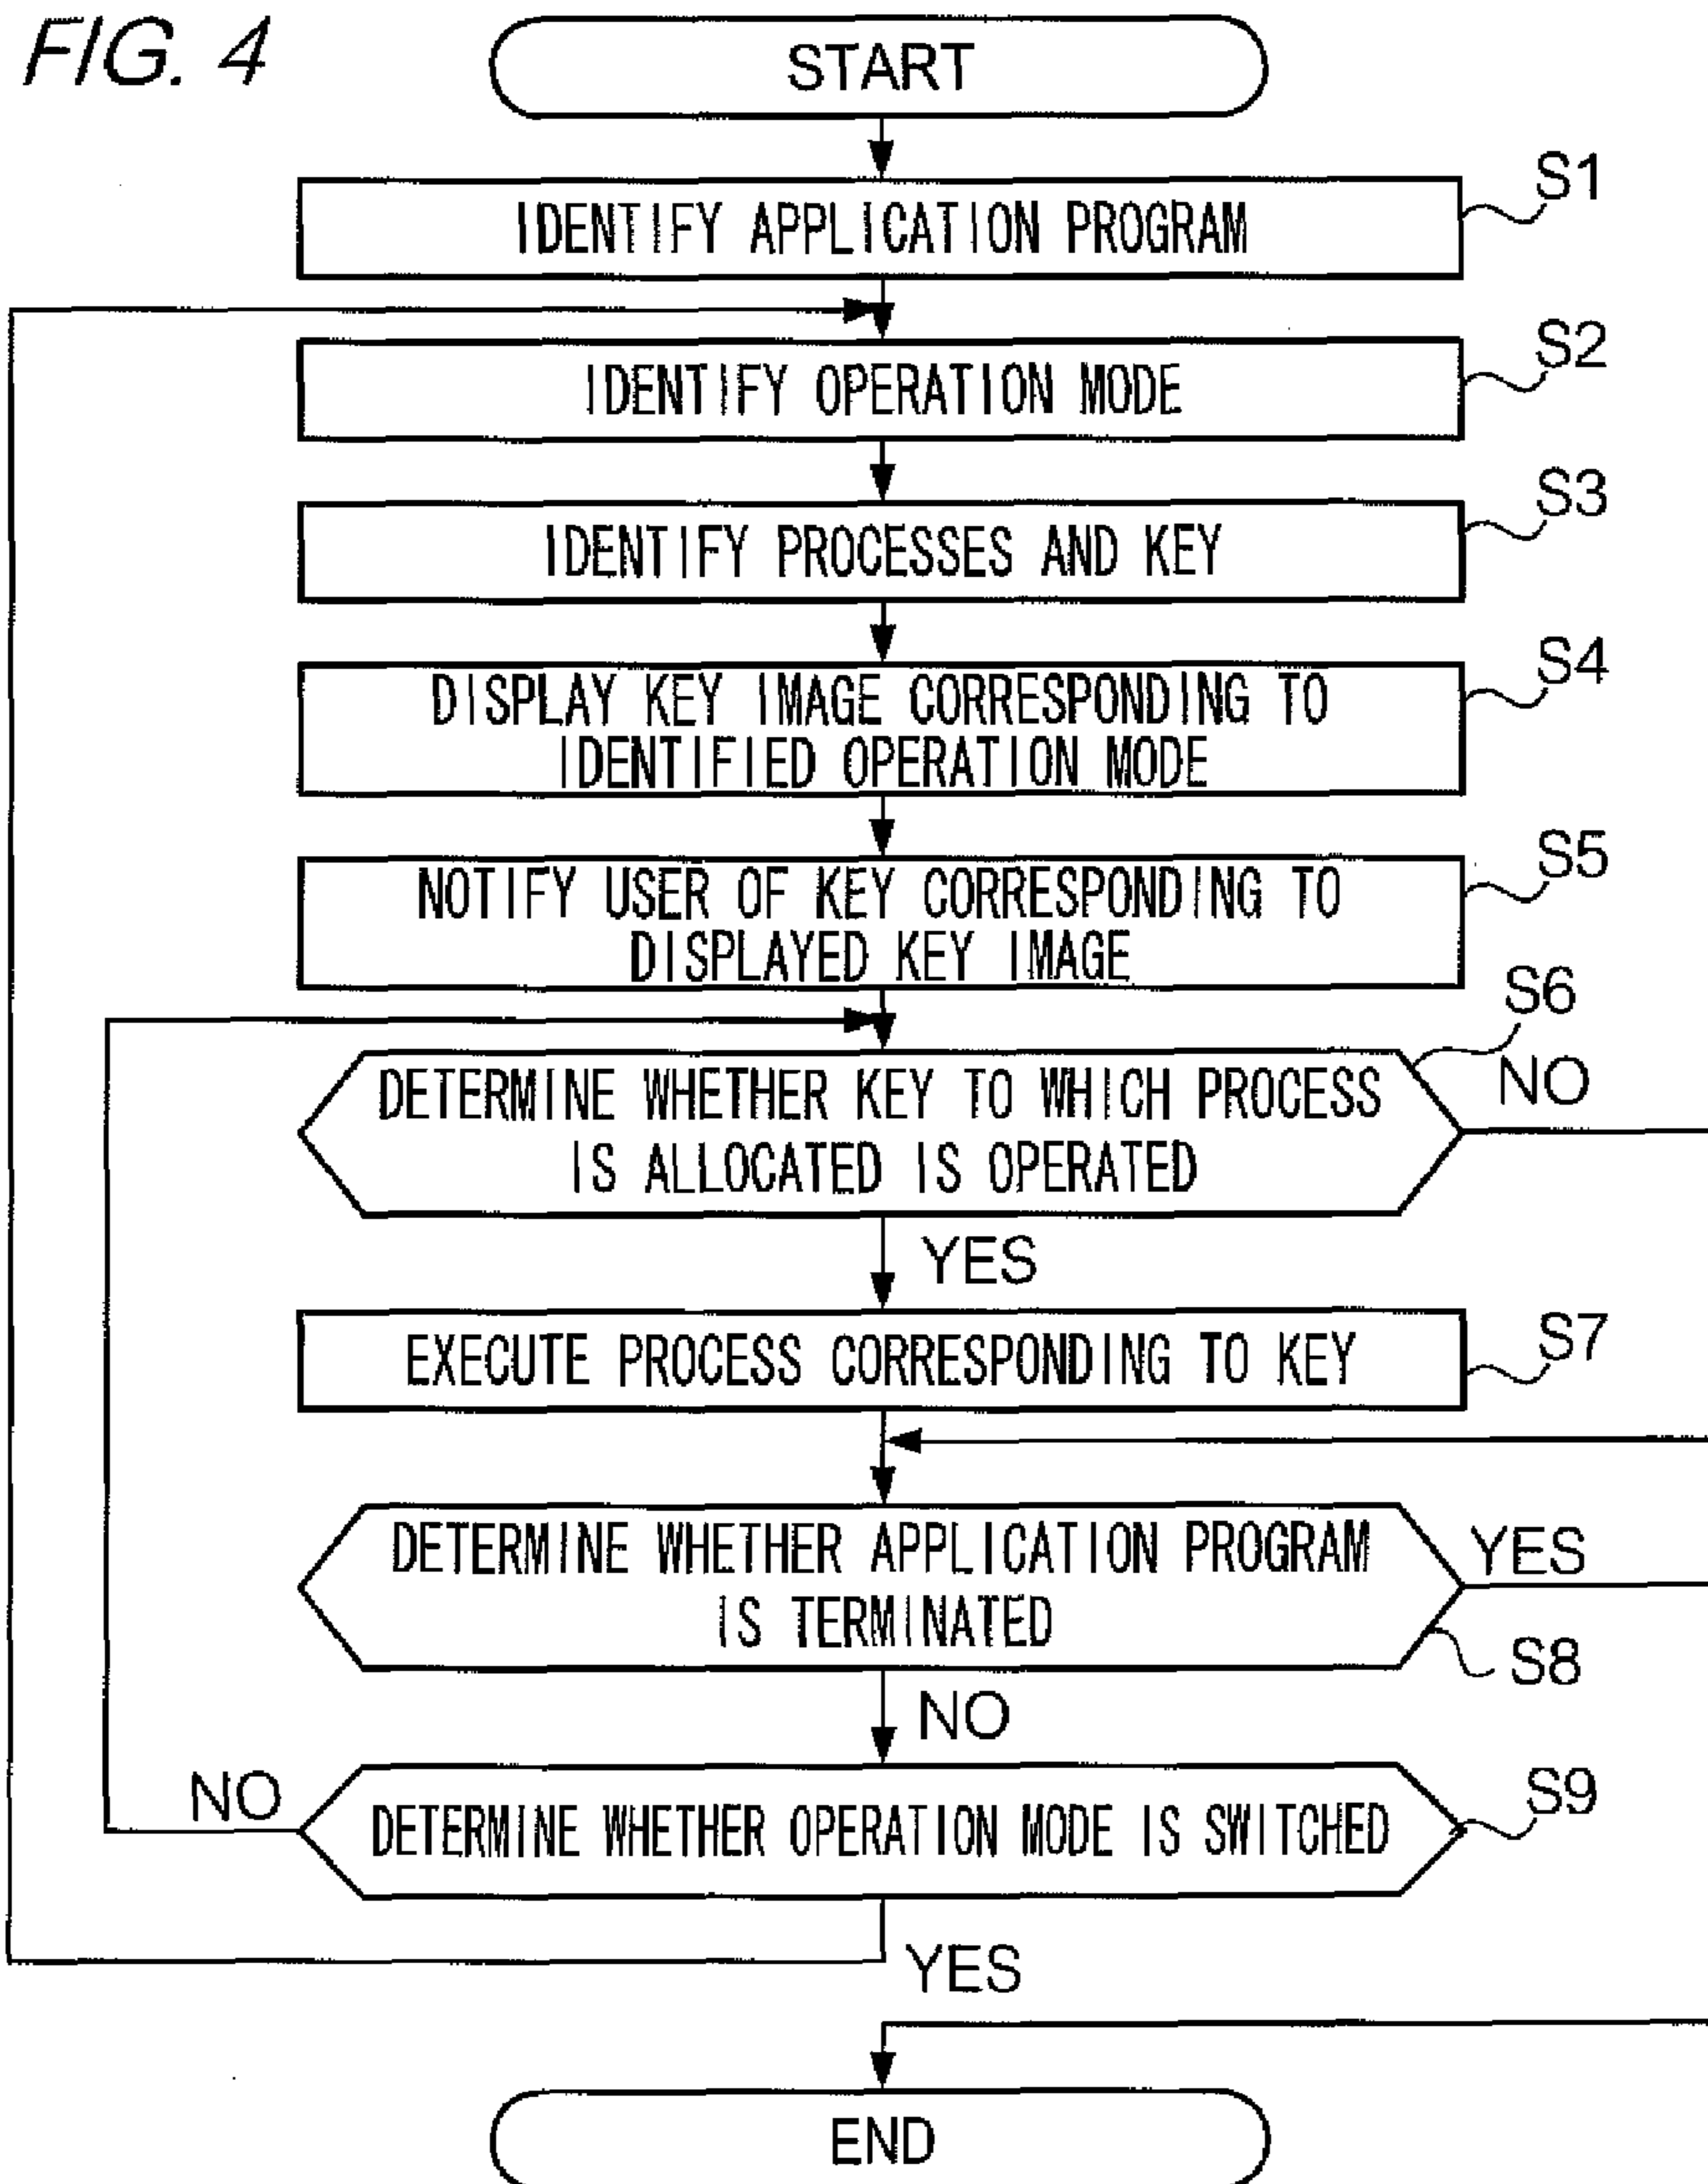 FIG. 4
START
IDENTIFY APPLICATION PROGRAM
S1
IDENTIFY OPERATION MODE
S2
IDENTIFY PROCESSES AND KEY
S3
DISPLAY KEY IMAGE CORRESPONDING TO
IDENTIFIED OPERATION MODE
S4
NOTIFY USER OF KEY CORRESPONDING TO
DISPLAYED KEY IMAGE
S5
DETERMINE WHETHER KEY TO WHICH PROCESS
IS ALLOCATED IS OPERATED
S6
NO
YES
EXECUTE PROCESS CORRESPONDING TO KEY
S7
DETERMINE WHETHER APPLICATION PROGRAM
IS TERMINATED
YES
S8
NO
NO
DETERMINE WHETHER OPERATION MODE IS SWITCHED
S9
YES
END